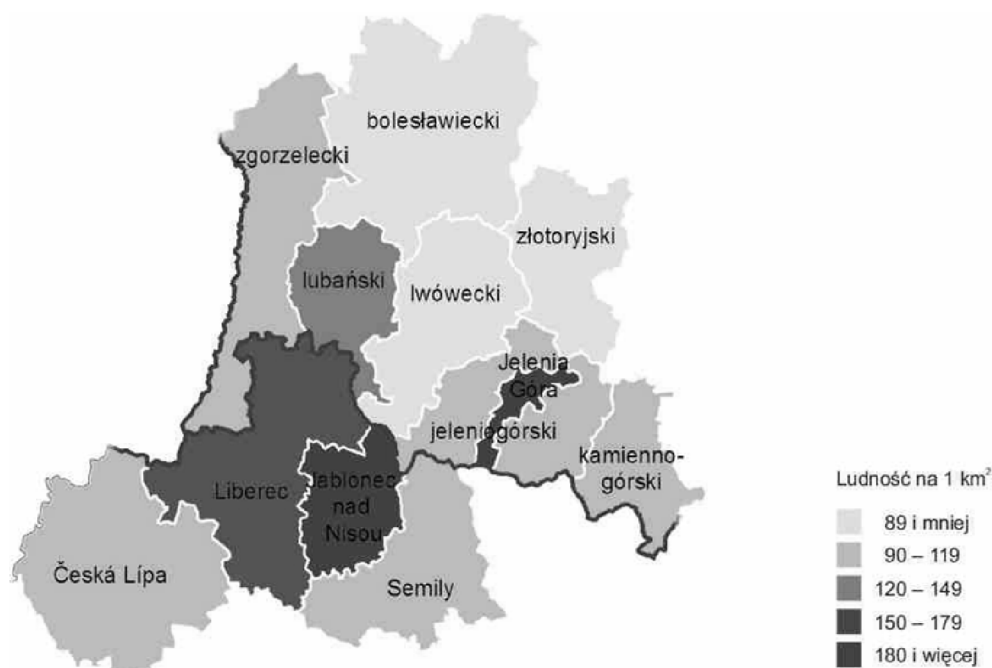 bolesławiecki
zgorzelecki
złotoryjski
lubański
lwówecki
Jelenia
Góra
jeleniogórski
kamienno-
górski
Liberec
Jablonec
nad
Nisou
Česká Lípa
Semily
Ludność na 1 km²
89 i mniej
90 – 119
120 – 149
150 – 179
180 i więcej